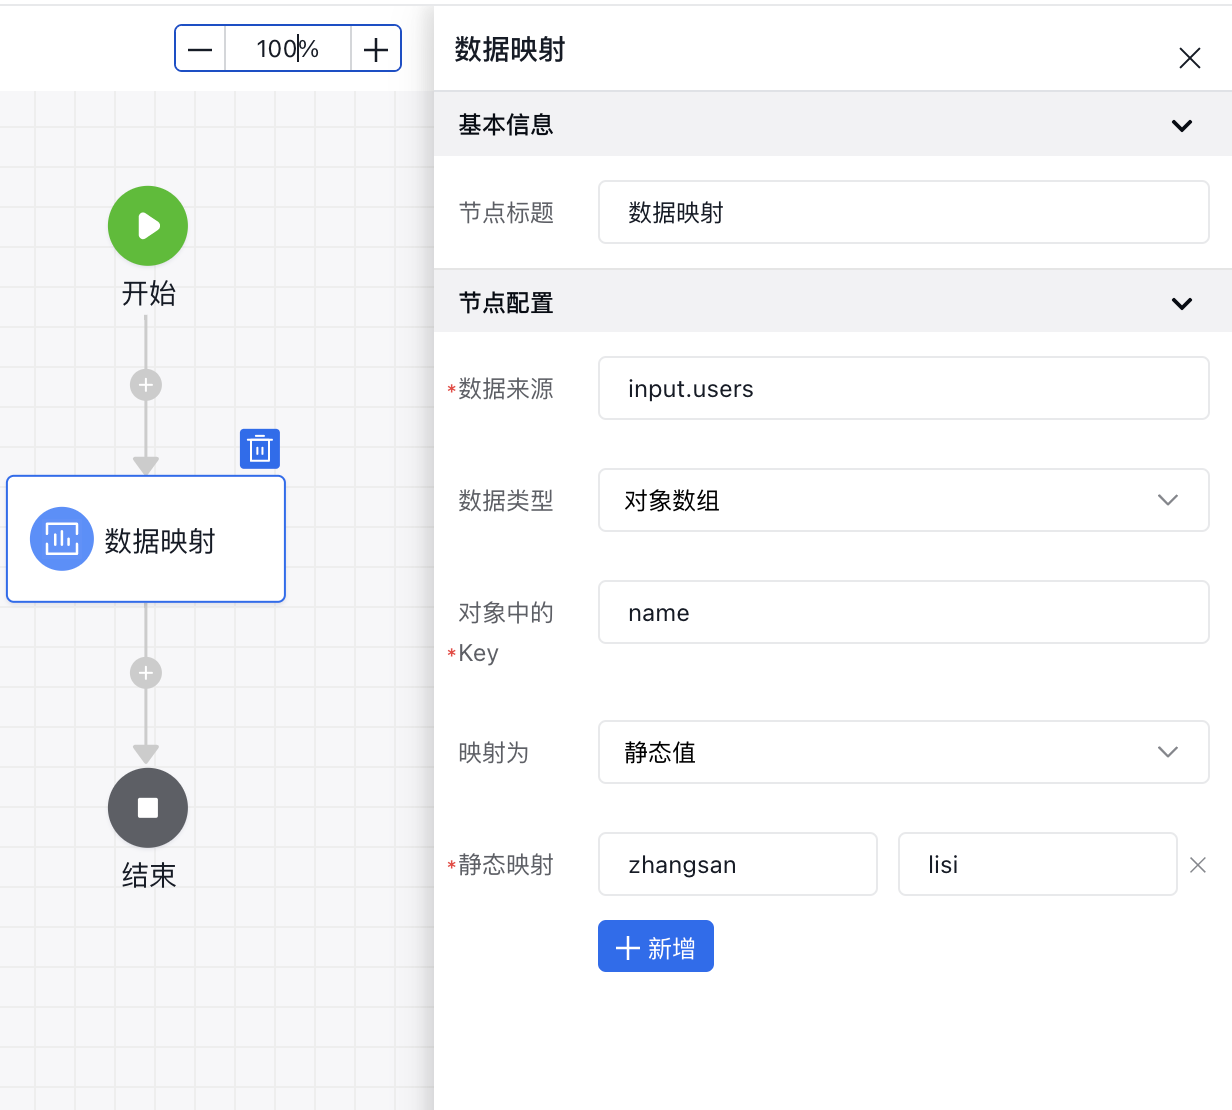 100%
开始
数据映射
结束
数据映射
基本信息
节点标题 数据映射
节点配置
*数据来源 input.users
数据类型 对象数组
对象中的 name
*Key
映射为 静态值
*静态映射 zhangsan lisi
新增